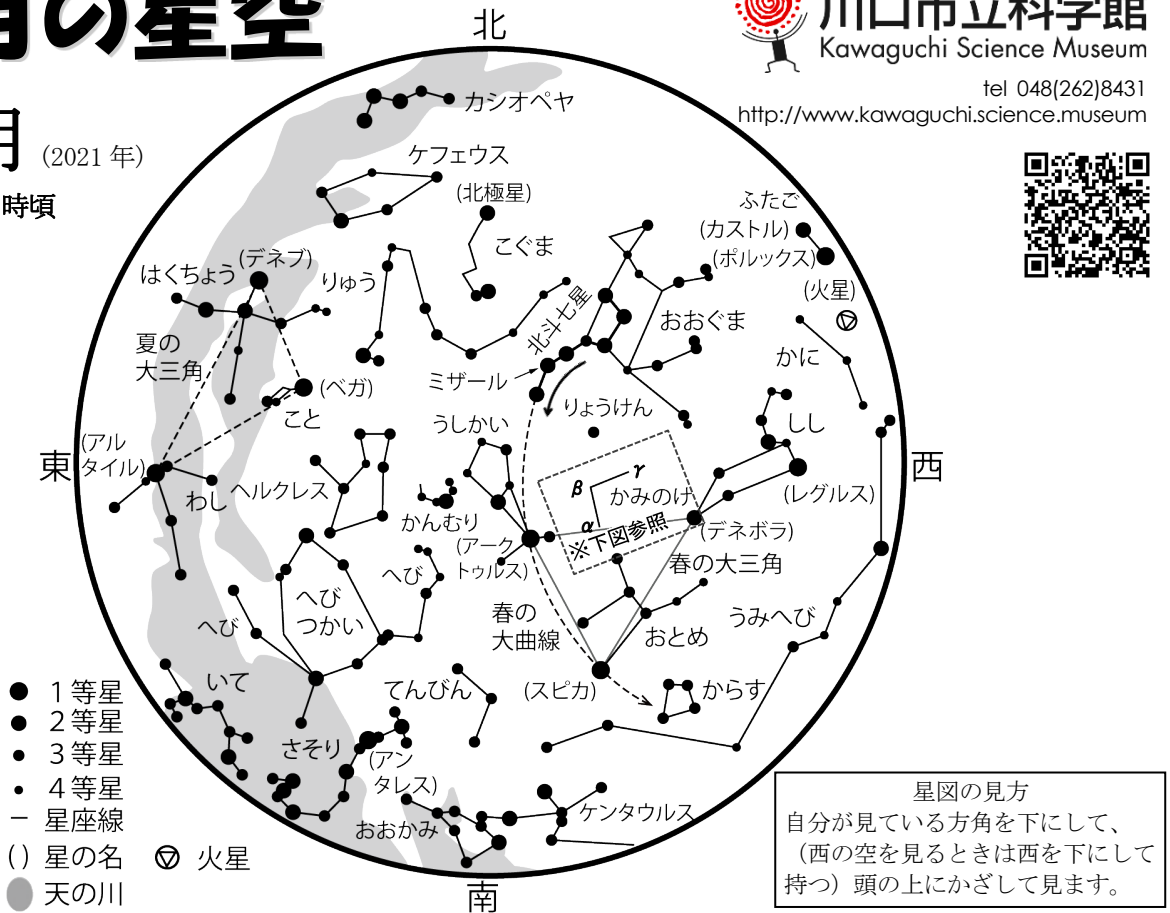 月の星空
月 (2021 年)
時頃
川口市立科学館
Kawaguchi Science Museum
tel 048(262)8431
http://www.kawaguchi.science.museum
北
カシオペヤ
ケフェウス
(北極星)
こぐま
ふたご
(カストル)
(ポルックス)
(火星)
はくちょう
(デネブ)
りゅう
北斗七星
おおぐま
かに
夏の
大三角
ミザール
(ベガ)
こと
りょうけん
うしかい
しし
(アル
タイル)
東
西
わし
ヘルクレス
かんむり
β
γ
かみのけ
α
※下図参照
(レグルス)
(デネボラ)
(アーク
トゥルス)
春の大三角
へび
へび
つかい
へび
春の
大曲線
おとめ
うみへび
いて
てんびん
(スピカ)
からす
さそり
(アン
タレス)
おおかみ
ケンタウルス
南
1等星
2等星
3等星
4等星
星座線
() 星の名
火星
天の川
星図の見方
自分が見ている方角を下にして、
（西の空を見るときは西を下にして
持つ）頭の上にかざして見ます。